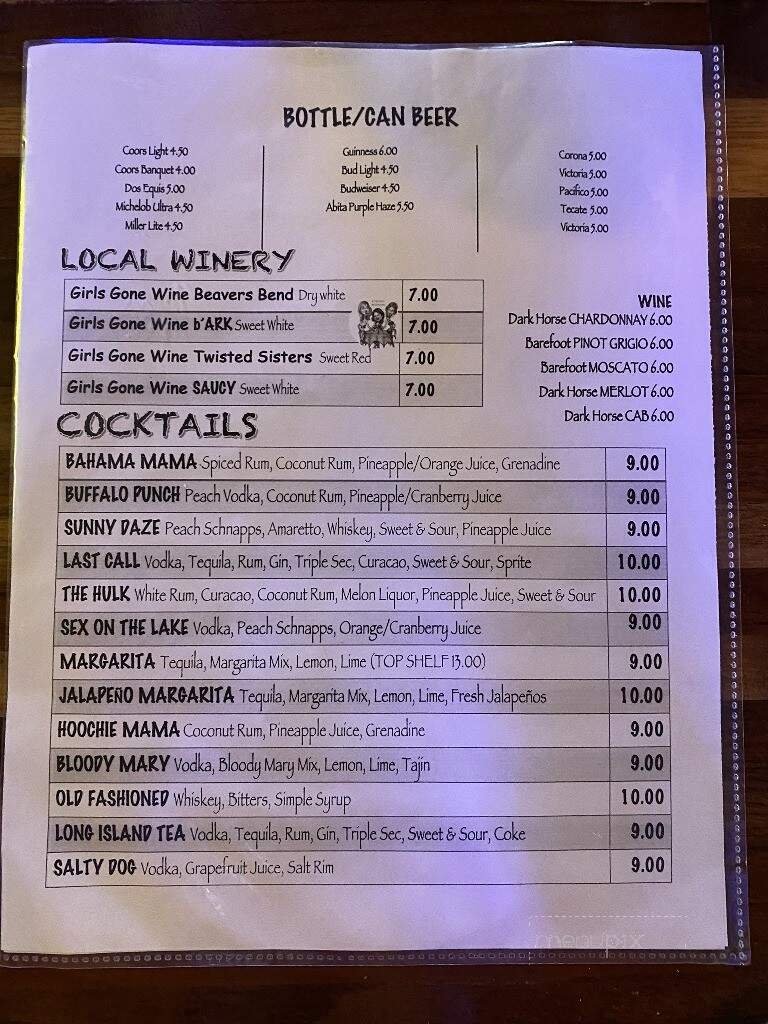 BOTTLE/CAN BEER
Coors Light 4.50
Coors Banquet 4.00
Dos Equis 5.00
Michelob Ultra 4.50
Miller Lite 4.50
Guinness 6.00
Bud Light 4.50
Budweiser 4.50
Abita Purple Haze 5.50
Corona 5.00
Victoria 5.00
Pacifico 5.00
Tecate 5.00
Victoria 5.00
LOCAL WINERY
Girls Gone Wine Beavers Bend Dry white 7.00
Girls Gone Wine b'ARK Sweet White 7.00
Girls Gone Wine Twisted Sisters Sweet Red 7.00
Girls Gone Wine SAUCY Sweet White 7.00
WINE
Dark Horse CHARDONNAY 6.00
Barefoot PINOT GRIGIO 6.00
Barefoot MOSCATO 6.00
Dark Horse MERLOT 6.00
Dark Horse CAB 6.00
COCKTAILS
BAHAMA MAMA Spiced Rum, Coconut Rum, Pineapple/Orange Juice, Grenadine 9.00
BUFFALO PUNCH Peach Vodka, Coconut Rum, Pineapple/Cranberry Juice 9.00
SUNNY DAZE Peach Schnapps, Amaretto, Whiskey, Sweet & Sour, Pineapple Juice 9.00
LAST CALL Vodka, Tequila, Rum, Gin, Triple Sec, Curacao, Sweet & Sour, Sprite 10.00
THE HULK White Rum, Curacao, Coconut Rum, Melon Liquor, Pineapple Juice, Sweet & Sour 10.00
SEX ON THE LAKE Vodka, Peach Schnapps, Orange/Cranberry Juice 9.00
MARGARITA Tequila, Margarita Mix, Lemon, Lime (TOP SHELF 13.00) 9.00
JALAPEÑO MARGARITA Tequila, Margarita Mix, Lemon, Lime, Fresh Jalapeños 10.00
HOOCHIE MAMA Coconut Rum, Pineapple Juice, Grenadine 9.00
BLOODY MARY Vodka, Bloody Mary Mix, Lemon, Lime, Tajin 9.00
OLD FASHIONED Whiskey, Bitters, Simple Syrup 10.00
LONG ISLAND TEA Vodka, Tequila, Rum, Gin, Triple Sec, Sweet & Sour, Coke 9.00
SALTY DOG Vodka, Grapefruit Juice, Salt Rim 9.00
menupix